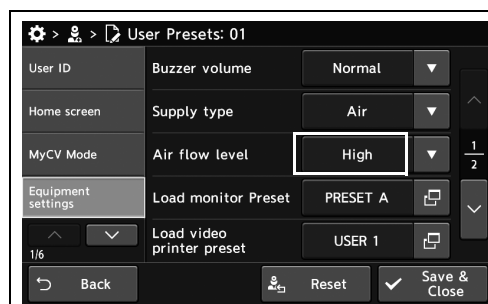 > > User Presets: 01
User ID
Buzzer volume
Normal
Home screen
Supply type
Air
MyCV Mode
Air flow level
High
1
2
Equipment
settings
Load monitor Preset
PRESET A
1/6
Load video
printer preset
USER 1
Back
Reset
Save &
Close